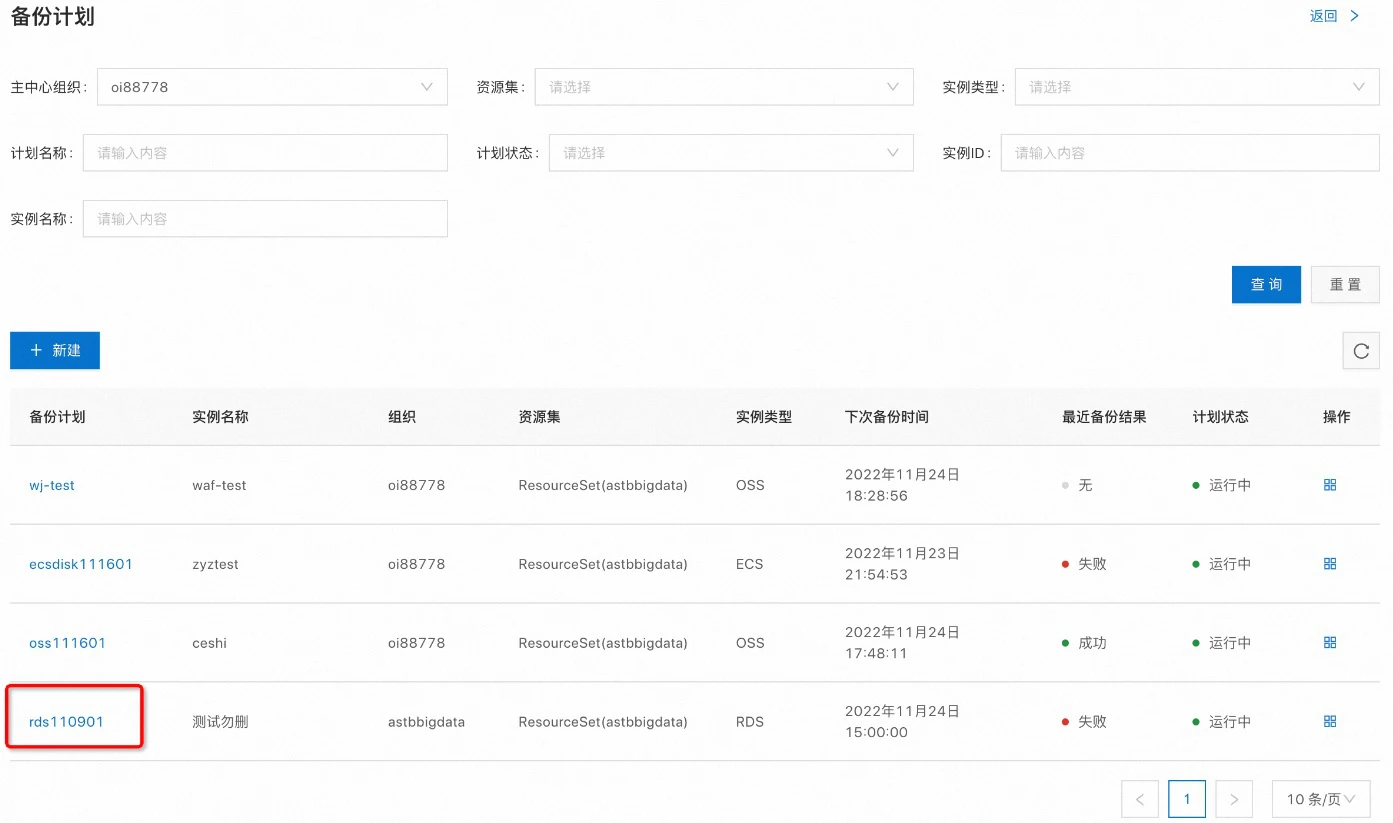 备份计划
返回
主中心组织: oi88778
资源集: 请选择
实例类型: 请选择
计划名称: 请输入内容
计划状态: 请选择
实例ID: 请输入内容
实例名称: 请输入内容
查 询
重 置
新建
备份计划 实例名称 组织 资源集 实例类型 下次备份时间 最近备份结果 计划状态 操作
wj-test waf-test oi88778 ResourceSet(astbbigdata) OSS 2022年11月24日 18:28:56 无 运行中
ecsdisk111601 zyztest oi88778 ResourceSet(astbbigdata) ECS 2022年11月23日 21:54:53 失败 运行中
oss111601 ceshi oi88778 ResourceSet(astbbigdata) OSS 2022年11月24日 17:48:11 成功 运行中
rds110901 测试勿删 astbbigdata ResourceSet(astbbigdata) RDS 2022年11月24日 15:00:00 失败 运行中
1 10 条/页